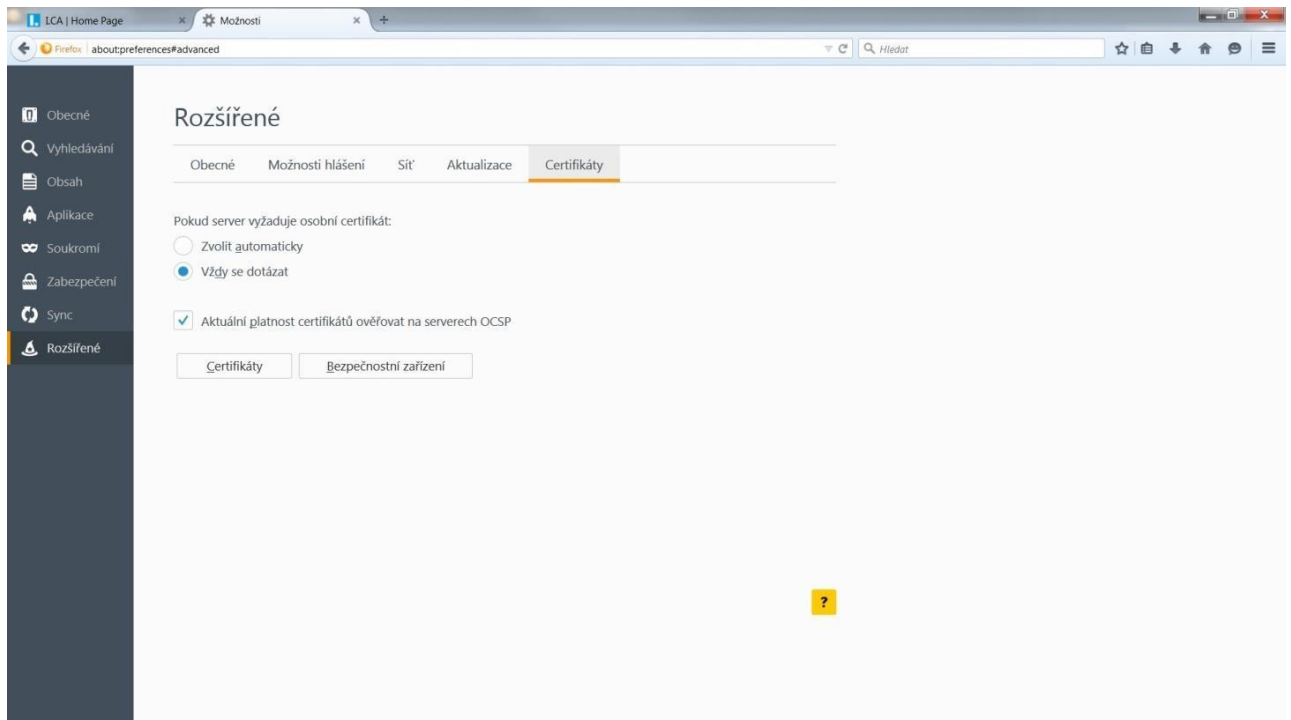 I.CA | Home Page
Možnosti
Firefox about:preferences#advanced
Hledat
Obecné
Vyhledávání
Obsah
Aplikace
Soukromí
Zabezpečení
Sync
Rozšířené
Rozšířené
Obecné Možnosti hlášení Síť Aktualizace Certifikáty
Pokud server vyžaduje osobní certifikát:
Zvolit automaticky
Vždy se dotázat
Aktuální platnost certifikátů ověřovat na serverech OCSP
Certifikáty Bezpečnostní zařízení
?